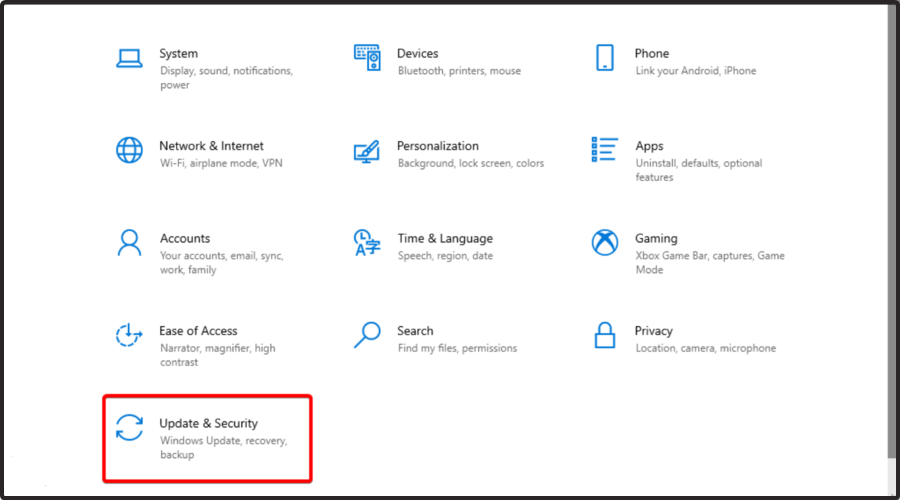 System
Display, sound, notifications,
power
Devices
Bluetooth, printers, mouse
Phone
Link your Android, iPhone
Network & Internet
Wi-Fi, airplane mode, VPN
Personalization
Background, lock screen, colors
Apps
Uninstall, defaults, optional
features
Accounts
Your accounts, email, sync,
work, family
Time & Language
Speech, region, date
Gaming
Xbox Game Bar, captures, Game
Mode
Ease of Access
Narrator, magnifier, high
contrast
Search
Find my files, permissions
Privacy
Location, camera, microphone
Update & Security
Windows Update, recovery,
backup